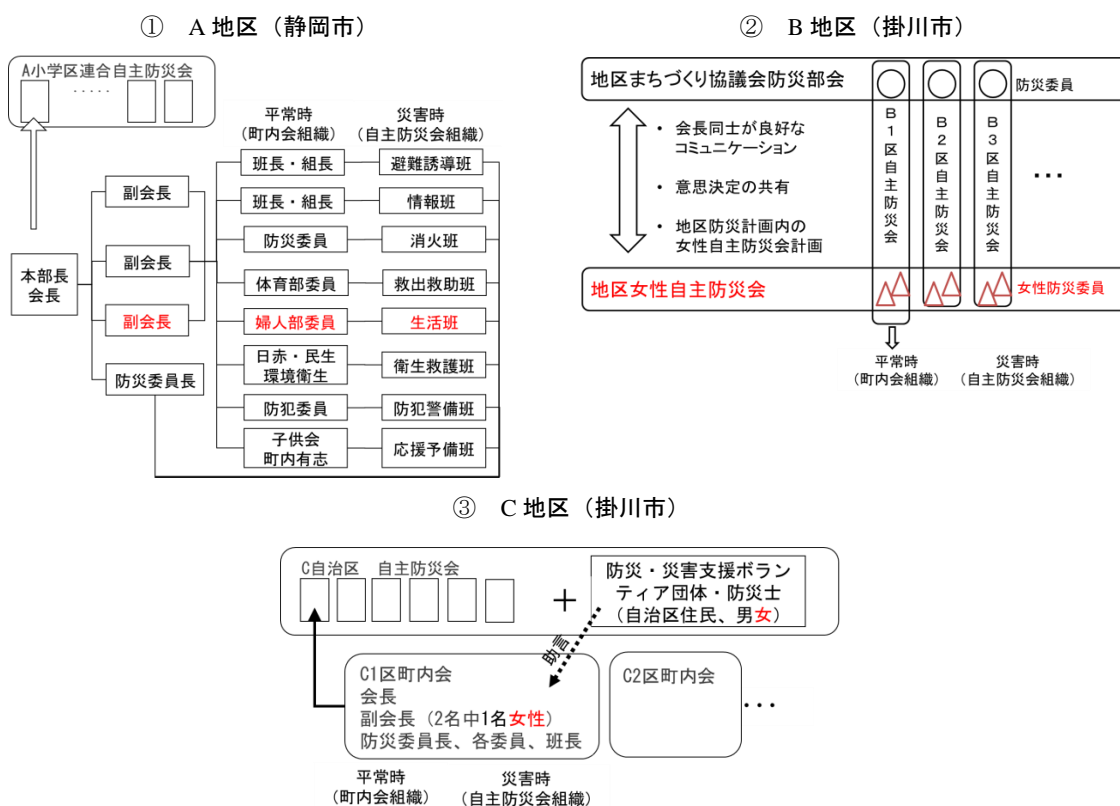 ① A地区（静岡市）
A小学区連合自主防災会
・・・・・
平常時
（町内会組織）
災害時
（自主防災会組織）
本部長
会長
副会長
副会長
副会長
防災委員長
班長・組長
避難誘導班
班長・組長
情報班
防災委員
消火班
体育部委員
救出救助班
婦人部委員
生活班
日赤・民生
環境衛生
衛生救護班
防犯委員
防犯警備班
子供会
町内有志
応援予備班
② B地区（掛川市）
地区まちづくり協議会防災部会
防災委員
• 会長同士が良好な
コミュニケーション
• 意思決定の共有
• 地区防災計画内の
女性自主防災会計画
B1区自主防災会
B2区自主防災会
B3区自主防災会
・・・
地区女性自主防災会
女性防災委員
平常時
（町内会組織）
災害時
（自主防災会組織）
③ C地区（掛川市）
C自治区 自主防災会
＋
防災・災害支援ボラン
ティア団体・防災士
（自治区住民、男女）
助言
C1区町内会
会長
副会長（2名中1名女性）
防災委員長、各委員、班長
C2区町内会
・・・
平常時
（町内会組織）
災害時
（自主防災会組織）